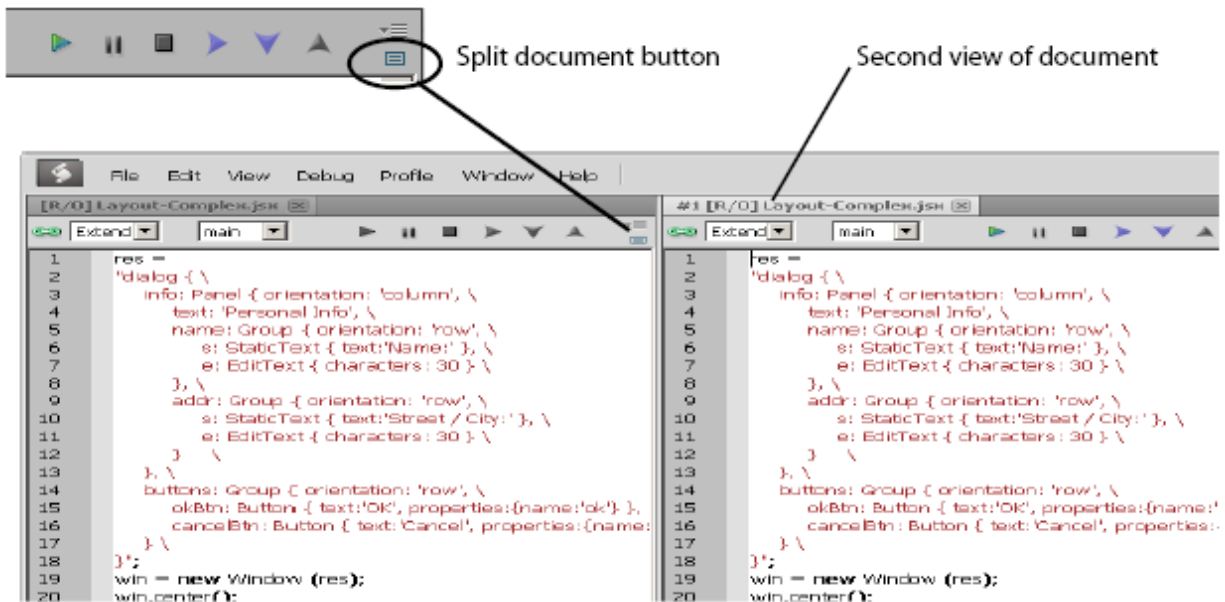 Split document button
Second view of document
File Edit View Debug Profile Window Help
[R/O] Layout-Complex.jsx
Extend main
1 res =
2 "dialog { \
3 info: Panel { orientation: 'column', \
4 text: 'Personal Info', \
5 name: Group { orientation: 'row', \
6 s: StaticText { text:'Name:' }, \
7 e: EditText { characters: 30 } \
8 }, \
9 addr: Group { orientation: 'row', \
10 s: StaticText { text:'Street / City:' }, \
11 e: EditText { characters: 30 } \
12 } \
13 }, \
14 buttons: Group { orientation: 'row', \
15 okBtn: Button { text:'OK', properties:{name:'ok'} }, \
16 cancelBtn: Button { text:'Cancel', properties:{name:
17 } \
18 }";
19 win = new Window (res);
20 win.center();
#1 [R/O] Layout-Complex.jsx
Extend main
1 res =
2 "dialog { \
3 info: Panel { orientation: 'column', \
4 text: 'Personal Info', \
5 name: Group { orientation: 'row', \
6 s: StaticText { text:'Name:' }, \
7 e: EditText { characters: 30 } \
8 }, \
9 addr: Group { orientation: 'row', \
10 s: StaticText { text:'Street / City:' }, \
11 e: EditText { characters: 30 } \
12 } \
13 }, \
14 buttons: Group { orientation: 'row', \
15 okBtn: Button { text:'OK', properties:{name:'
16 cancelBtn: Button { text:'Cancel', properties:
17 } \
18 }";
19 win = new Window (res);
20 win.center();